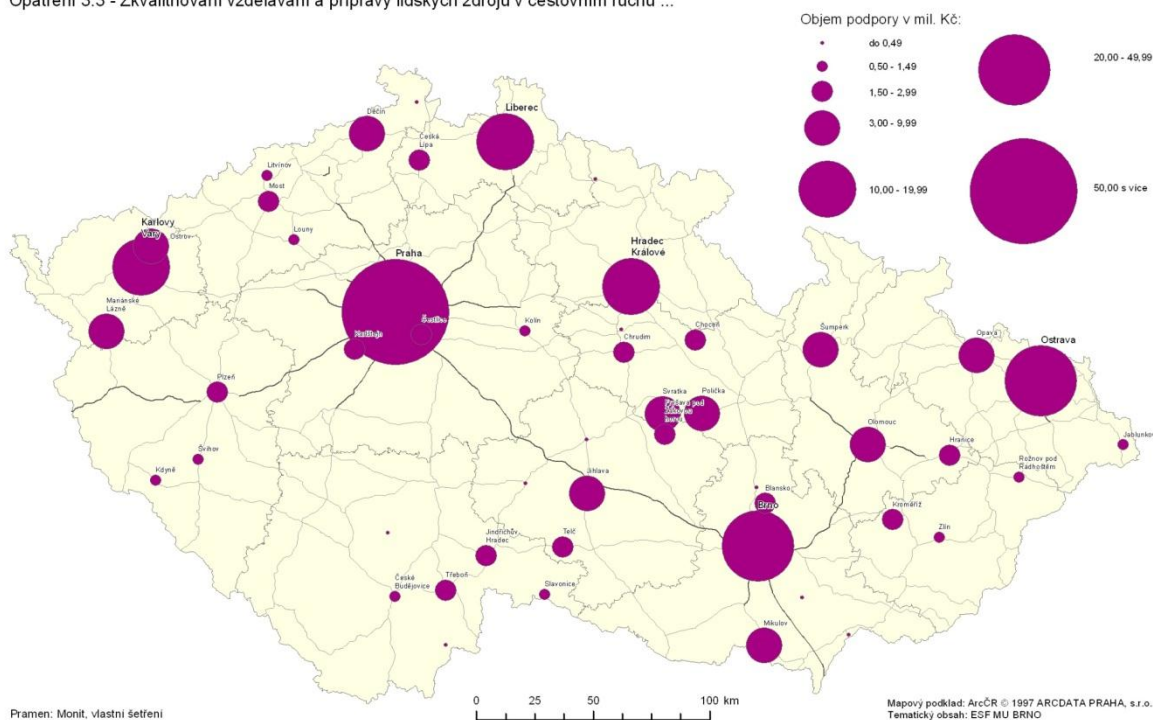 Opatření 3.3 - Zkvalitňování vzdělávání a přípravy lidských zdrojů v cestovním ruchu ...
Objem podpory v mil. Kč:
do 0,49
0,50 - 1,49
1,50 - 2,99
3,00 - 9,99
10,00 - 19,99
20,00 - 49,99
50,00 s více
Děčín
Liberec
Česká
Lípa
Litvínov
Most
Louny
Karlovy
Vary
Ostrov
Mariánské
Lázně
Praha
Šestlice
Karlštejn
Kolín
Hradec
Králové
Chrudim
Choceň
Šumperk
Opava
Ostrava
Jablunkov
Plzeň
Švihov
Kdyně
Svratka
pod
horou
Polička
Olomouc
Hranice
Rožnov pod
Radhoštěm
Jihlava
Blansko
Brno
Kroměříž
Zlín
Telč
Jindřichův
Hradec
Třeboň
České
Budějovice
Slavonice
Mikulov
Pramen: Monit, vlastní šetření
0 25 50 100 km
Mapový podklad: ArcČR © 1997 ARCDATA PRAHA, s.r.o.
Tematický obsah: ESF MU BRNO